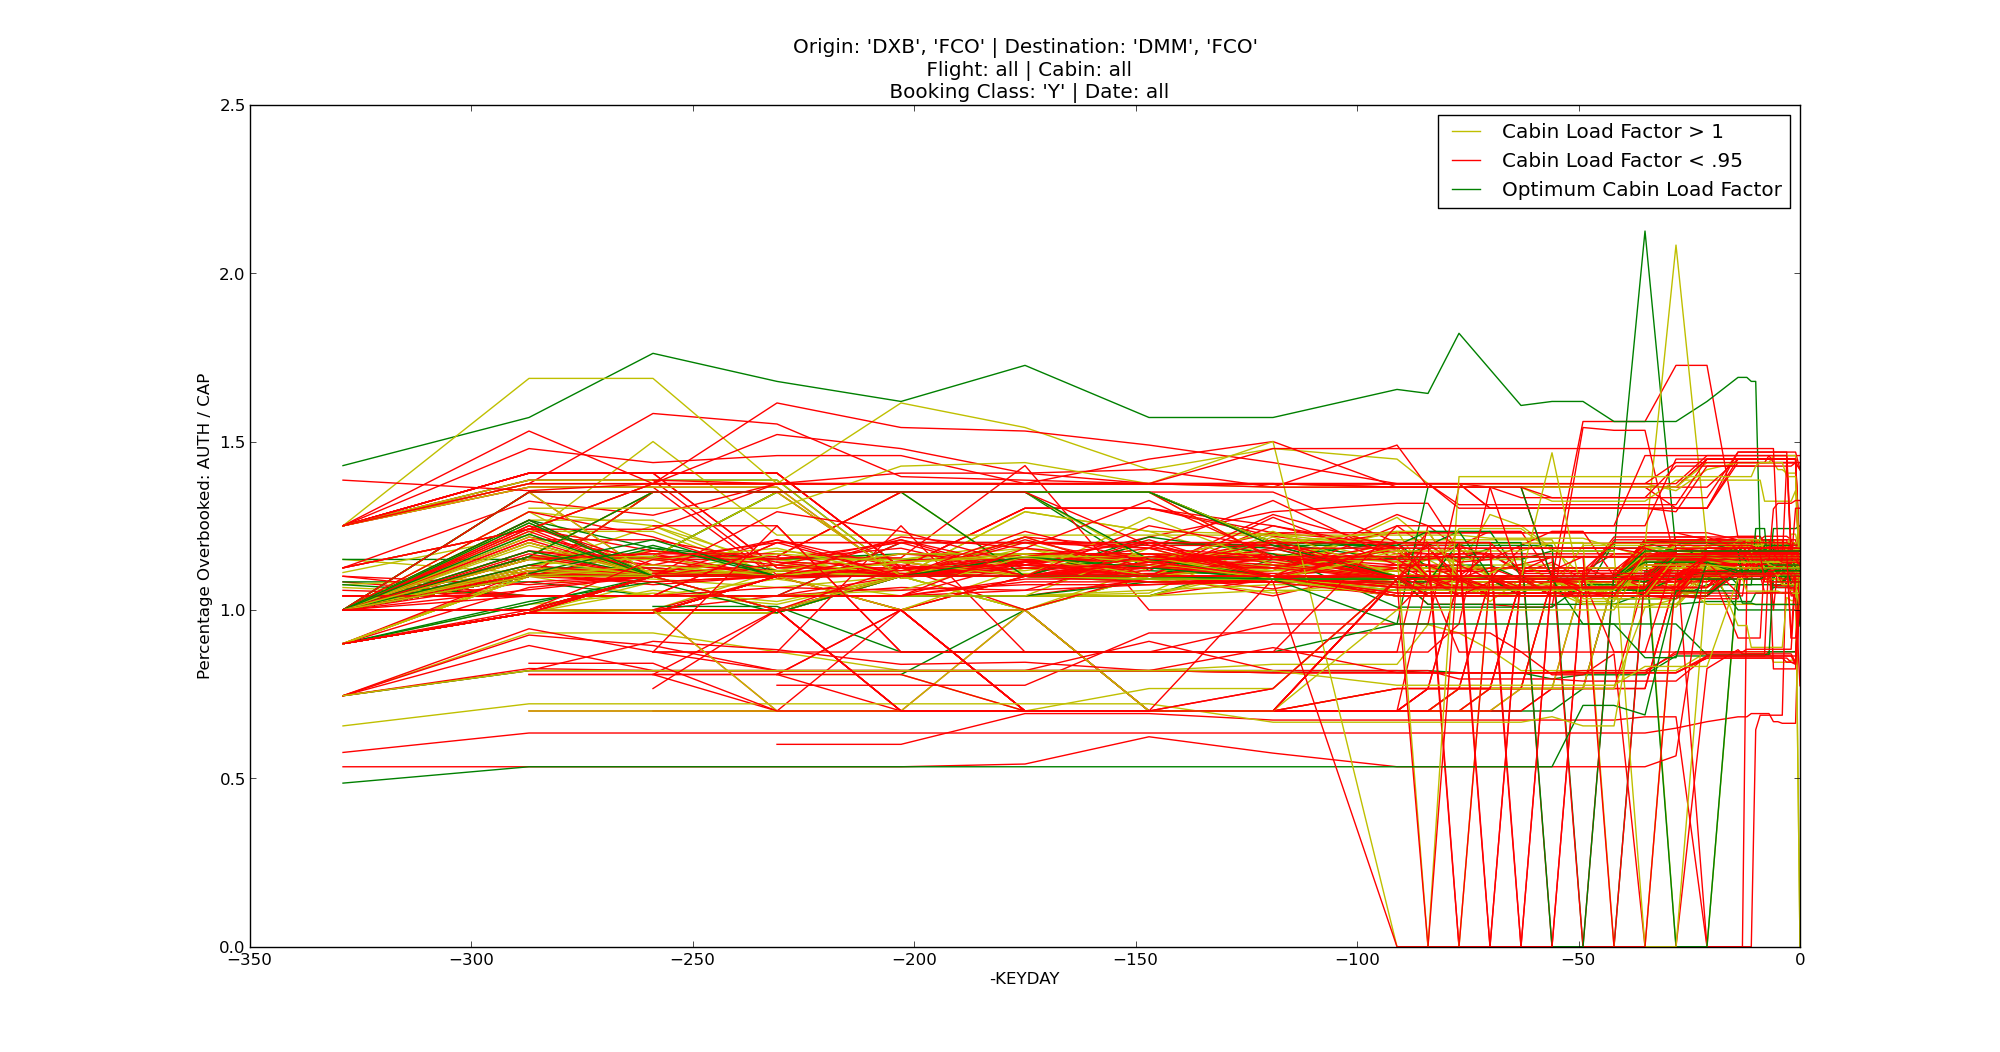 Origin: 'DXB', 'FCO' | Destination: 'DMM', 'FCO'
Flight: all | Cabin: all
Booking Class: 'Y' | Date: all
Cabin Load Factor > 1
Cabin Load Factor < .95
Optimum Cabin Load Factor
Percentage Overbooked: AUTH / CAP
2.5
2.0
1.5
1.0
0.5
0.0
−350 −300 −250 −200 −150 −100 −50 0
-KEYDAY